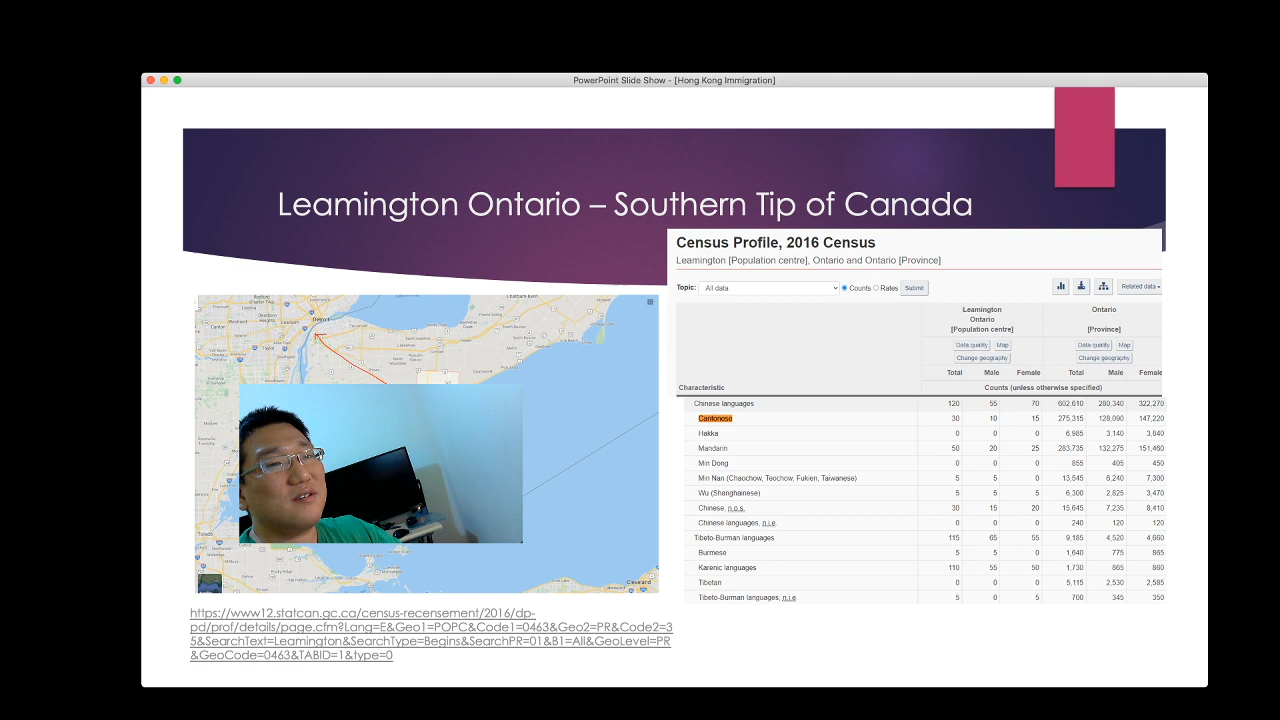 PowerPoint Slide Show - [Hong Kong Immigration]
Leamington Ontario – Southern Tip of Canada
Census Profile, 2016 Census
Leamington [Population centre], Ontario and Ontario [Province]
Topic: All data Counts Rates Submit Related data
Leamington Ontario
Ontario
[Population centre] [Province]
Data quality Map Data quality Map
Change geography Change geography
Total Male Female Total Male Female
Characteristic Counts (unless otherwise specified)
Chinese languages 120 55 70 602,610 280,340 322,270
Cantonese 30 10 15 275,315 128,090 147,220
Hakka 0 0 0 6,985 3,140 3,840
Mandarin 50 20 25 283,735 132,275 151,460
Min Dong 0 0 0 855 405 450
Min Nan (Chaochow, Teochow, Fukien, Taiwanese) 5 5 0 13,545 6,240 7,300
Wu (Shanghainese) 5 5 5 6,300 2,825 3,470
Chinese, n.o.s. 30 15 20 15,645 7,235 8,410
Chinese languages, n.i.e. 0 0 0 240 120 120
Tibeto-Burman languages 115 65 55 9,185 4,520 4,660
Burmese 5 5 0 1,640 775 865
Karenic languages 110 55 50 1,730 865 860
Tibetan 0 0 0 5,115 2,530 2,585
Tibeto-Burman languages, n.i.e 5 0 5 700 345 350
Chatham-Kent
Detroit
Toledo
Cleveland
https://www12.statcan.gc.ca/census-recensement/2016/dp-
pd/prof/details/page.cfm?Lang=E&Geo1=POPC&Code1=0463&Geo2=PR&Code2=3
5&SearchText=Leamington&SearchType=Begins&SearchPR=01&B1=All&GeoLevel=PR
&GeoCode=0463&TABID=1&type=0